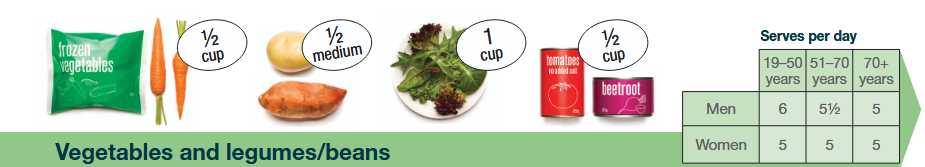 frozen
vegetables
½
cup
½
medium
1
cup
tomatoes
no added salt
½
cup
beetroot
Vegetables and legumes/beans
Serves per day
19–50 51–70 70+
years years years
Men 6 5½ 5
Women 5 5 5